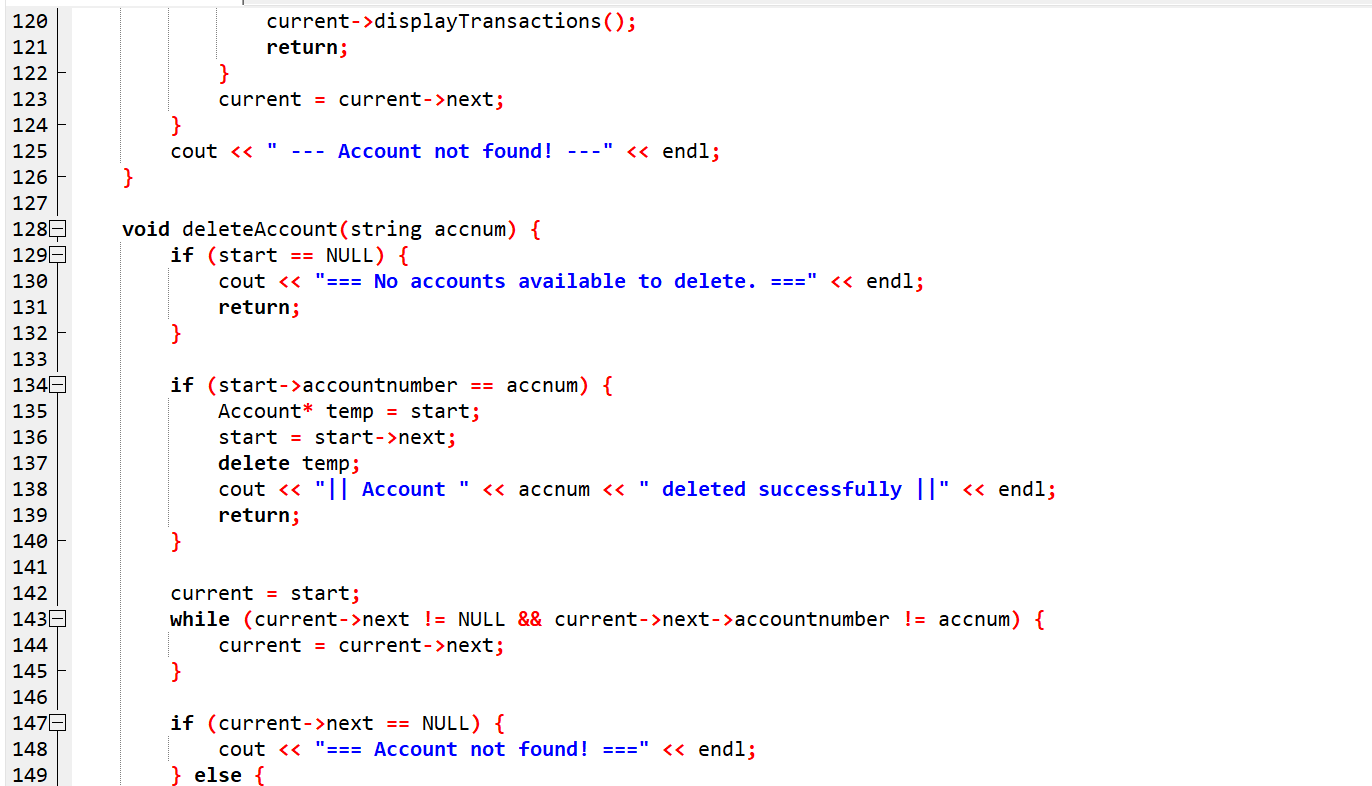 120                 current->displayTransactions();
121                 return;
122             }
123             current = current->next;
124         }
125         cout << " --- Account not found! ---" << endl;
126     }
127
128     void deleteAccount(string accnum) {
129         if (start == NULL) {
130             cout << "=== No accounts available to delete. ===" << endl;
131             return;
132         }
133
134         if (start->accountnumber == accnum) {
135             Account* temp = start;
136             start = start->next;
137             delete temp;
138             cout << "|| Account " << accnum << " deleted successfully ||" << endl;
139             return;
140         }
141
142         current = start;
143         while (current->next != NULL && current->next->accountnumber != accnum) {
144             current = current->next;
145         }
146
147         if (current->next == NULL) {
148             cout << "=== Account not found! ===" << endl;
149         } else {